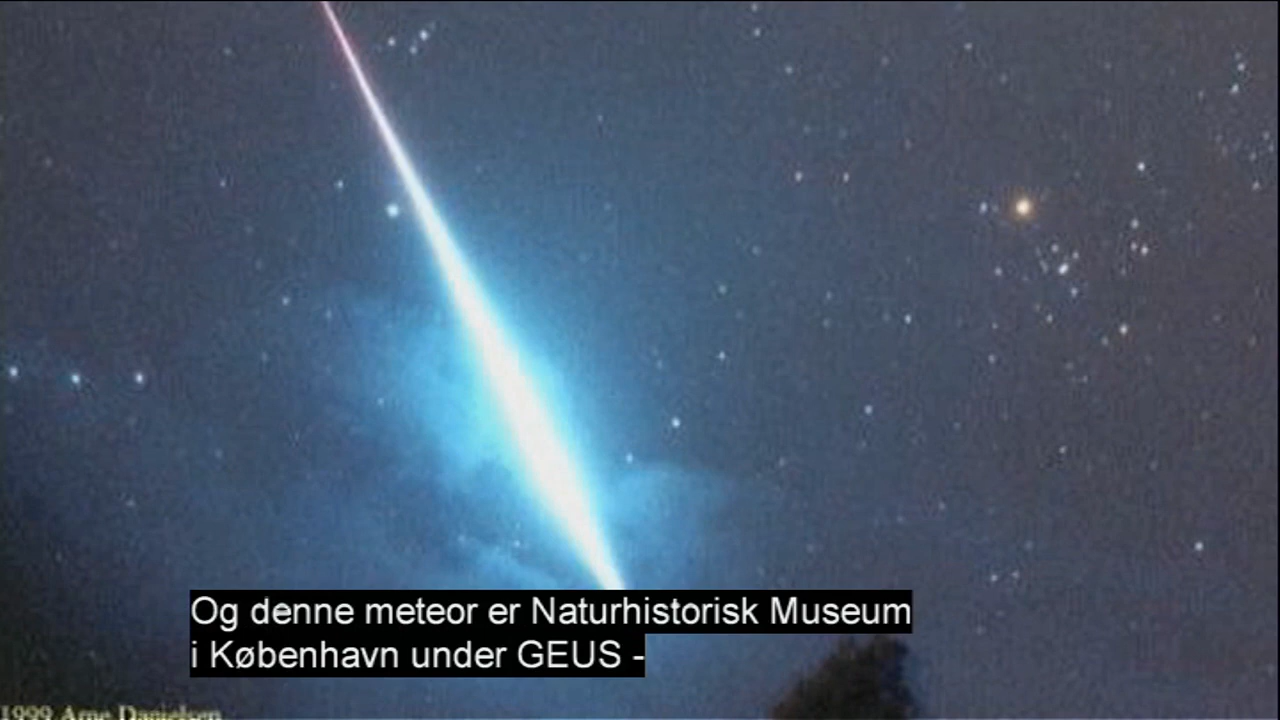 Og denne meteor er Naturhistorisk Museum
i København under GEUS -
1999 Arne Danielsen